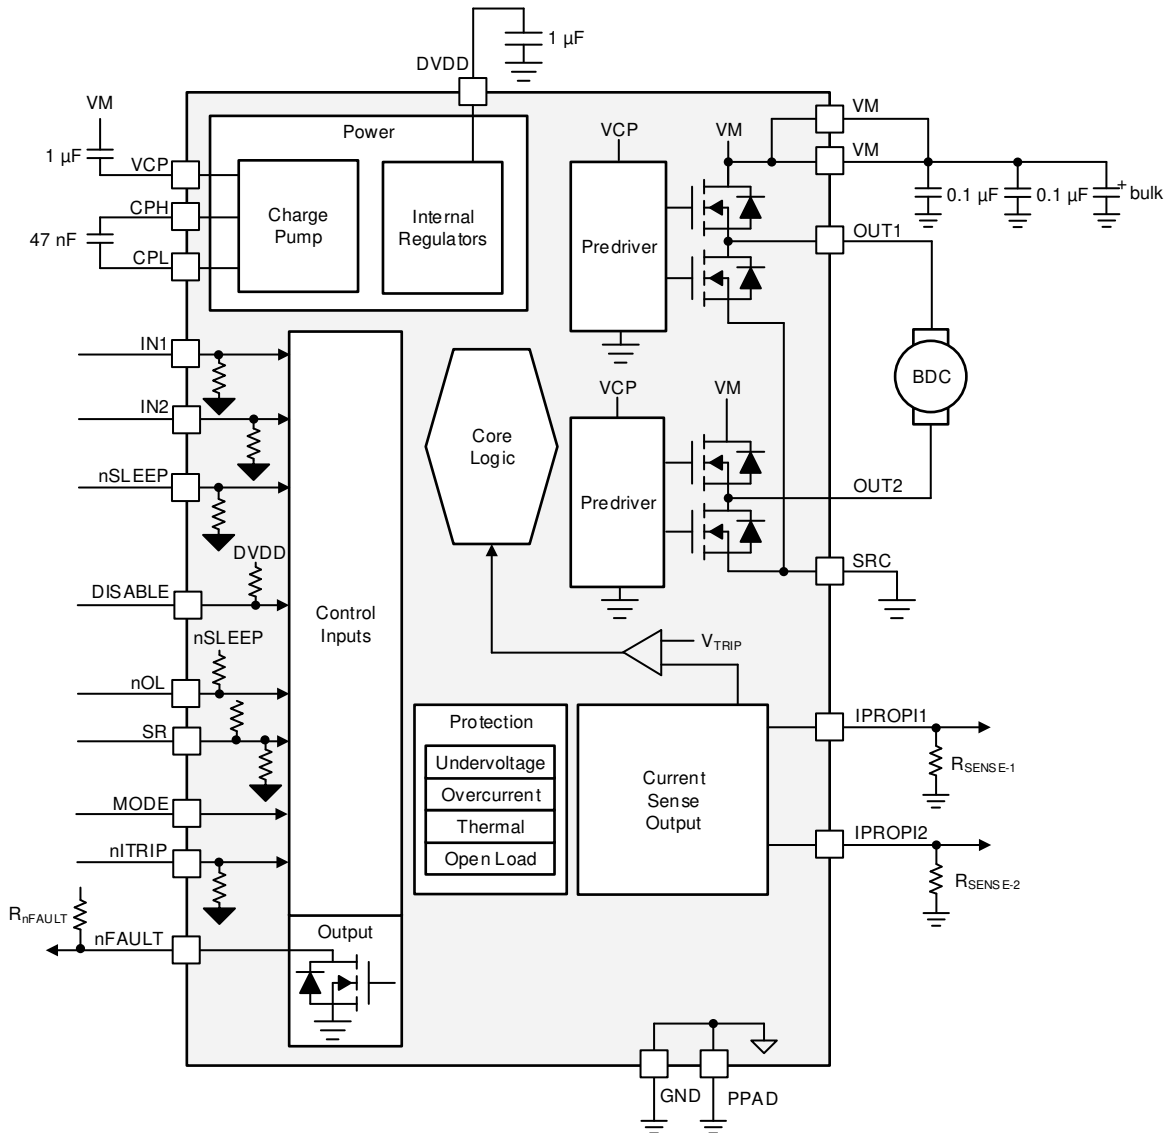 1 µF
DVDD
VM
1 µF
VCP
CPH
47 nF
CPL
Power
Charge
Pump
Internal
Regulators
VCP
VM
Predriver
VM
VM
0.1 µF
0.1 µF
+
bulk
OUT1
BDC
IN1
IN2
nSLEEP
DVDD
DISABLE
nSLEEP
nOL
SR
MODE
nITRIP
RnFAULT
nFAULT
Control
Inputs
Output
Core
Logic
VCP
VM
Predriver
OUT2
SRC
VTRIP
Protection
Undervoltage
Overcurrent
Thermal
Open Load
Current
Sense
Output
IPROPI1
RSENSE-1
IPROPI2
RSENSE-2
GND
PPAD